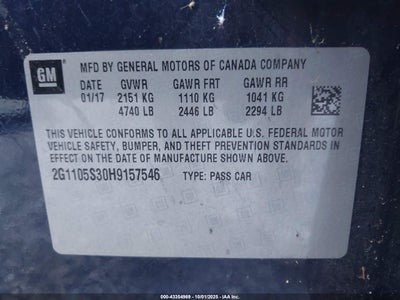 GM
MFD BY GENERAL MOTORS OF CANADA COMPANY
DATE GVWR GAWR FRT GAWR RR
01/17 2151 KG 1110 KG 1041 KG
4740 LB 2446 LB 2294 LB
THIS VEHICLE CONFORMS TO ALL APPLICABLE U.S. FEDERAL MOTOR
VEHICLE SAFETY, BUMPER, AND THEFT PREVENTION STANDARDS IN
EFFECT ON THE DATE OF MANUFACTURE SHOWN ABOVE.
2G1105S30H9157546 TYPE: PASS CAR
000-43354969 - 10/01/2025 - IAAI.COM